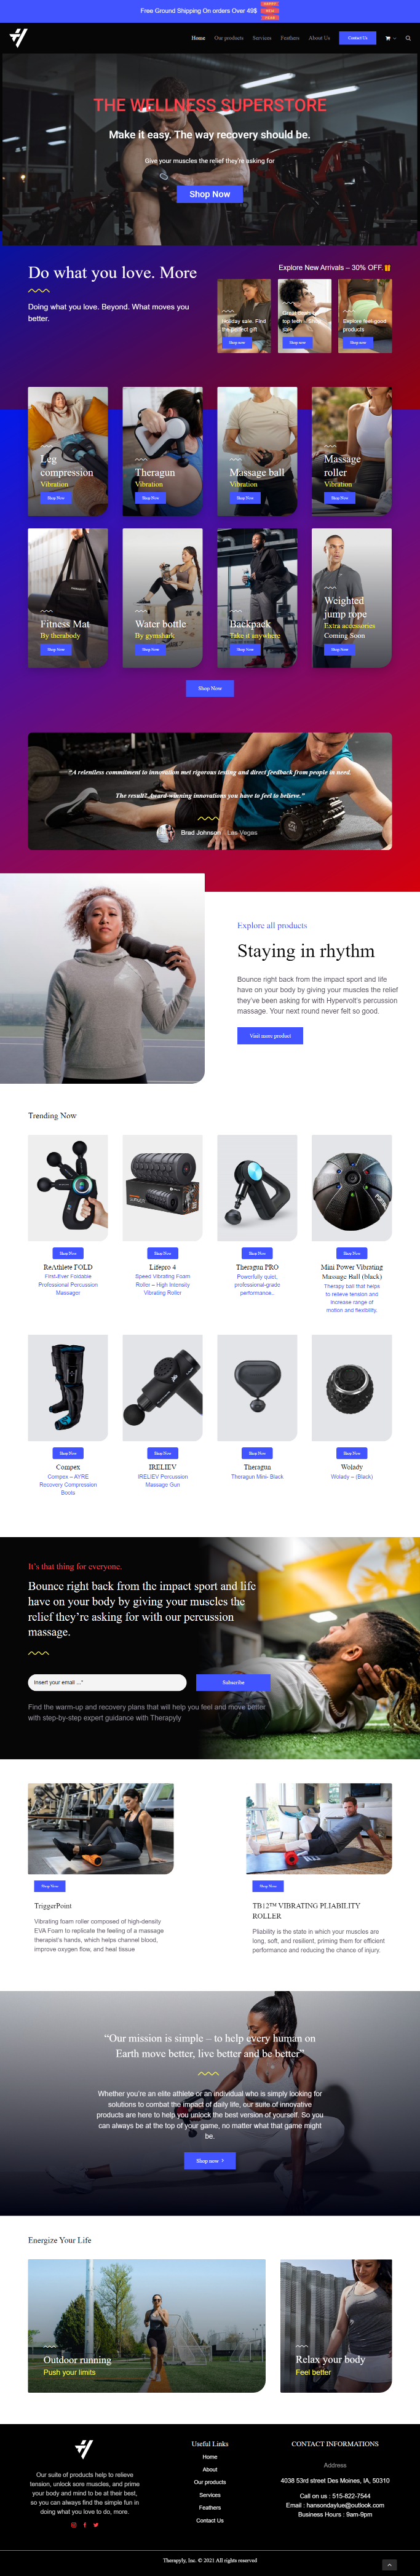 Free Ground Shipping On orders Over 49$
Home
Our products
Services
Feathers
About Us
Contact Us
THE WELLNESS SUPERSTORE
Make it easy. The way recovery should be.
Give your muscles the relief they're asking for
Shop Now
Do what you love. More
Doing what you love. Beyond. What moves you
better.
Explore New Arrivals – 30% OFF.
Holiday sale. Find
the perfect gift
Shop now
Shop now
Explore feel-good
products
Shop now
Leg
compression
Vibration
Shop Now
Theragun
Vibration
Shop Now
Massage ball
Vibration
Shop Now
Massage
roller
Vibration
Shop Now
Fitness Mat
By therabody
Shop Now
Water bottle
By gymshark
Shop Now
Backpack
Take it anywhere
Shop Now
Weighted
jump rope
Extra accessories
Coming Soon
Shop Now
Shop Now
"A relentless commitment to innovation met rigorous testing and direct feedback from people in need.
The result? Award-winning innovations you have to feel to believe."
Brad Johnson
Las Vegas
Explore all products
Staying in rhythm
Bounce right back from the impact sport and life
have on your body by giving your muscles the relief
they've been asking for with Hypervolt's percussion
massage. Your next round never felt so good.
Visit more product
Trending Now
Shop Now
ReAthlete FOLD
First-Ever Foldable
Professional Percussion
Massager
Shop Now
Lifepro 4
Speed Vibrating Foam
Roller – High Intensity
Vibrating Roller
Shop Now
Theragun PRO
Powerfully quiet,
professional-grade
performance...
Shop Now
Mini Power Vibrating
Massage Ball (black)
Therapy ball that helps
to relieve tension and
increase range of
motion and flexibility.
Shop Now
Compex
Compex – AYRE
Recovery Compression
Boots
Shop Now
IRELIEV
IRELIEV Percussion
Massage Gun
Shop Now
Theragun
Theragun Mini- Black
Shop Now
Wolady
Wolady – (Black)
It's that thing for everyone.
Bounce right back from the impact sport and life
have on your body by giving your muscles the
relief they're asking for with our percussion
massage.
Insert your email ...*
Subscribe
Find the warm-up and recovery plans that will help you feel and move better
with step-by-step expert guidance with Therapyly
Shop Now
TriggerPoint
Vibrating foam roller composed of high-density
EVA Foam to replicate the feeling of a massage
therapist's hands, which helps channel blood,
improve oxygen flow, and heal tissue
Shop Now
TB12™ VIBRATING PLIABILITY
ROLLER
Pliability is the state in which your muscles are
long, soft, and resilient, priming them for efficient
performance and reducing the chance of injury.
"Our mission is simple – to help every human on
Earth move better, live better and be better"
Whether you're an elite athlete or an individual who is simply looking for
solutions to combat the impact of daily life, our suite of innovative
products are here to help you unlock the best version of yourself. So you
can always be at the top of your game, no matter what that game might
be.
Shop now
Energize Your Life
Outdoor running
Push your limits
Relax your body
Feel better
Our suite of products help to relieve
tension, unlock sore muscles, and prime
your body and mind to be at their best,
so you can always find the simple fun in
doing what you love to do, more.
Useful Links
Home
About
Our products
Services
Feathers
Contact Us
CONTACT INFORMATIONS
Address
4038 53rd street Des Moines, IA, 50310
Call on us : 515-822-7544
Email : hansondaylue@outlook.com
Business Hours : 9am-9pm
Therapyly, Inc. © 2021 All rights reserved